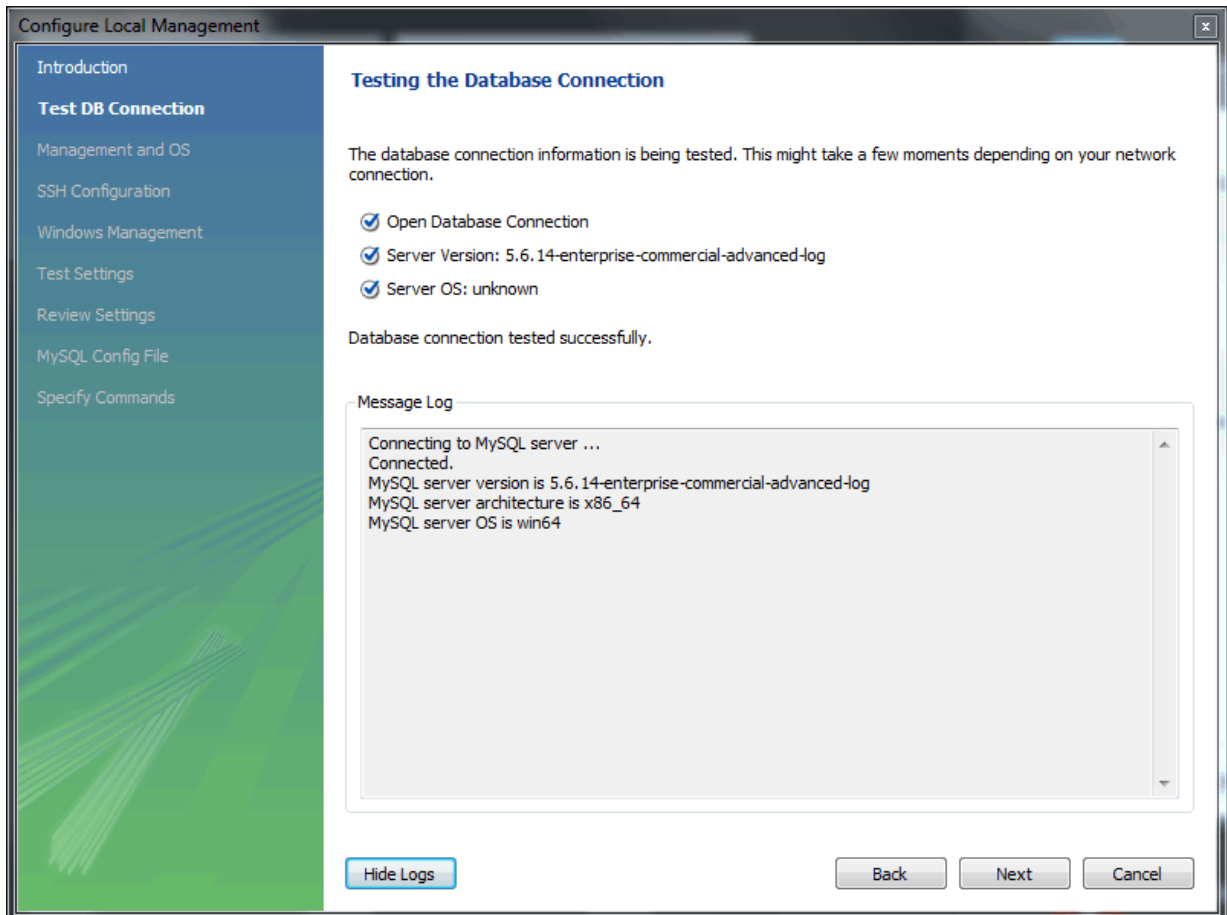 Configure Local Management
x
Introduction
Test DB Connection
Management and OS
SSH Configuration
Windows Management
Test Settings
Review Settings
MySQL Config File
Specify Commands
Testing the Database Connection
The database connection information is being tested. This might take a few moments depending on your network
connection.
Open Database Connection
Server Version: 5.6.14-enterprise-commercial-advanced-log
Server OS: unknown
Database connection tested successfully.
Message Log
Connecting to MySQL server ...
Connected.
MySQL server version is 5.6.14-enterprise-commercial-advanced-log
MySQL server architecture is x86_64
MySQL server OS is win64
Hide Logs
Back
Next
Cancel